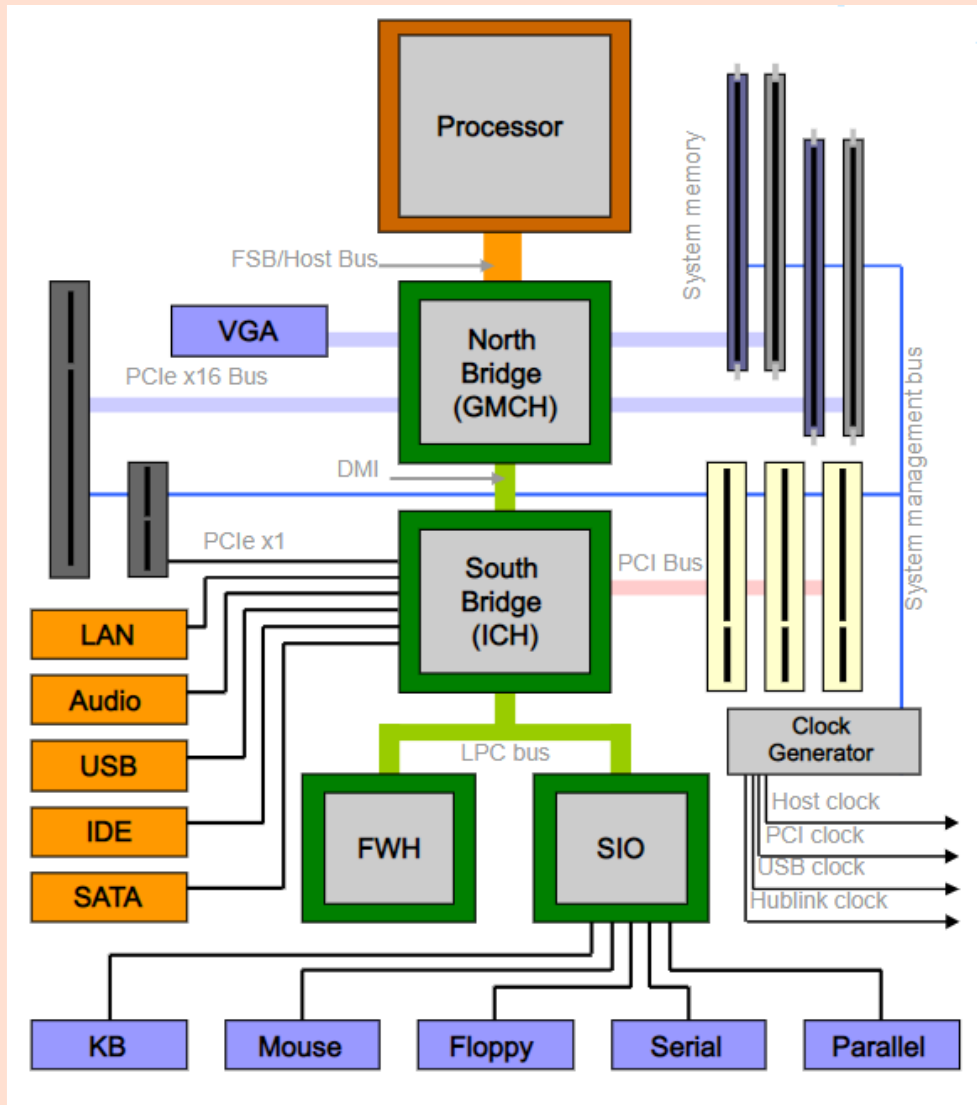 Processor
System memory
FSB/Host Bus
VGA
North
Bridge
(GMCH)
PCIe x16 Bus
System management bus
DMI
PCIe x1
South
Bridge
(ICH)
PCI Bus
LAN
Audio
USB
IDE
SATA
LPC bus
Clock
Generator
FWH
SIO
Host clock
PCI clock
USB clock
Hublink clock
KB
Mouse
Floppy
Serial
Parallel